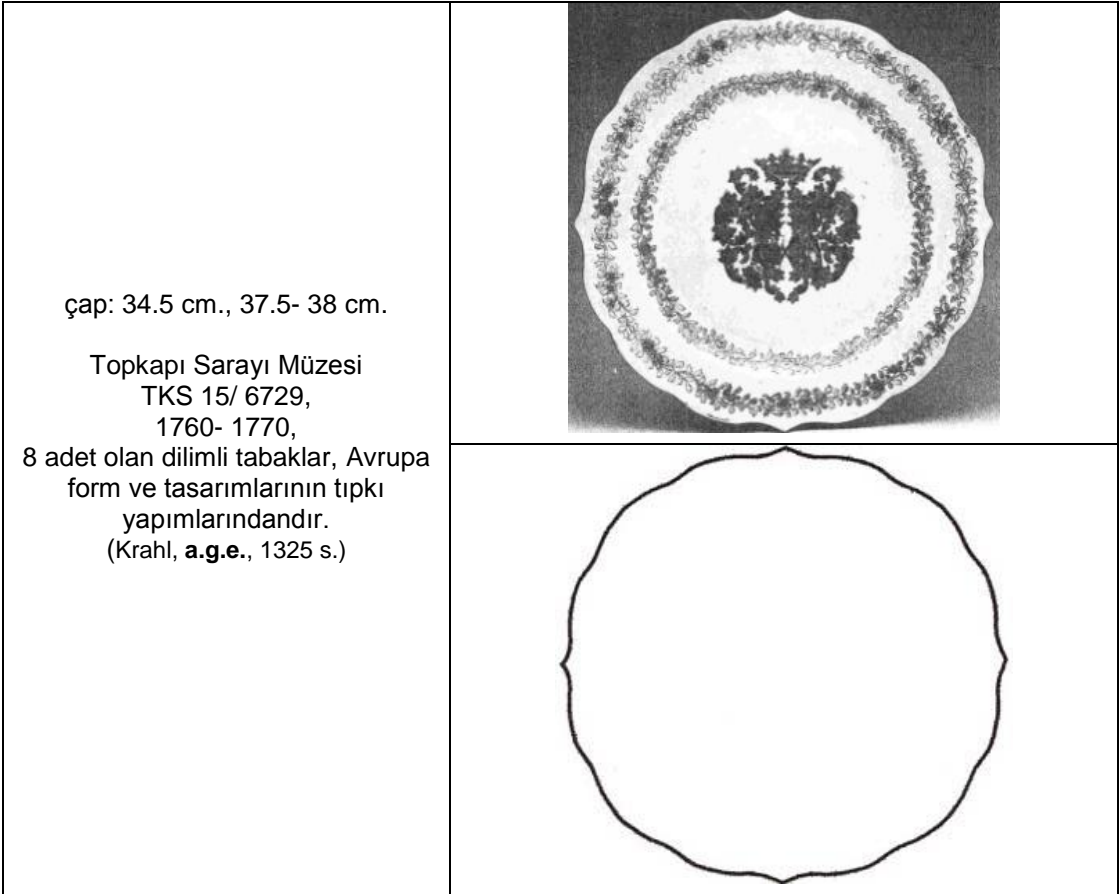 çap: 34.5 cm., 37.5- 38 cm.
Topkapı Sarayı Müzesi
TKS 15/ 6729,
1760- 1770,
8 adet olan dilimli tabaklar, Avrupa
form ve tasarımlarının tıpkı
yapımlarındandır.
(Krahl, a.g.e., 1325 s.)